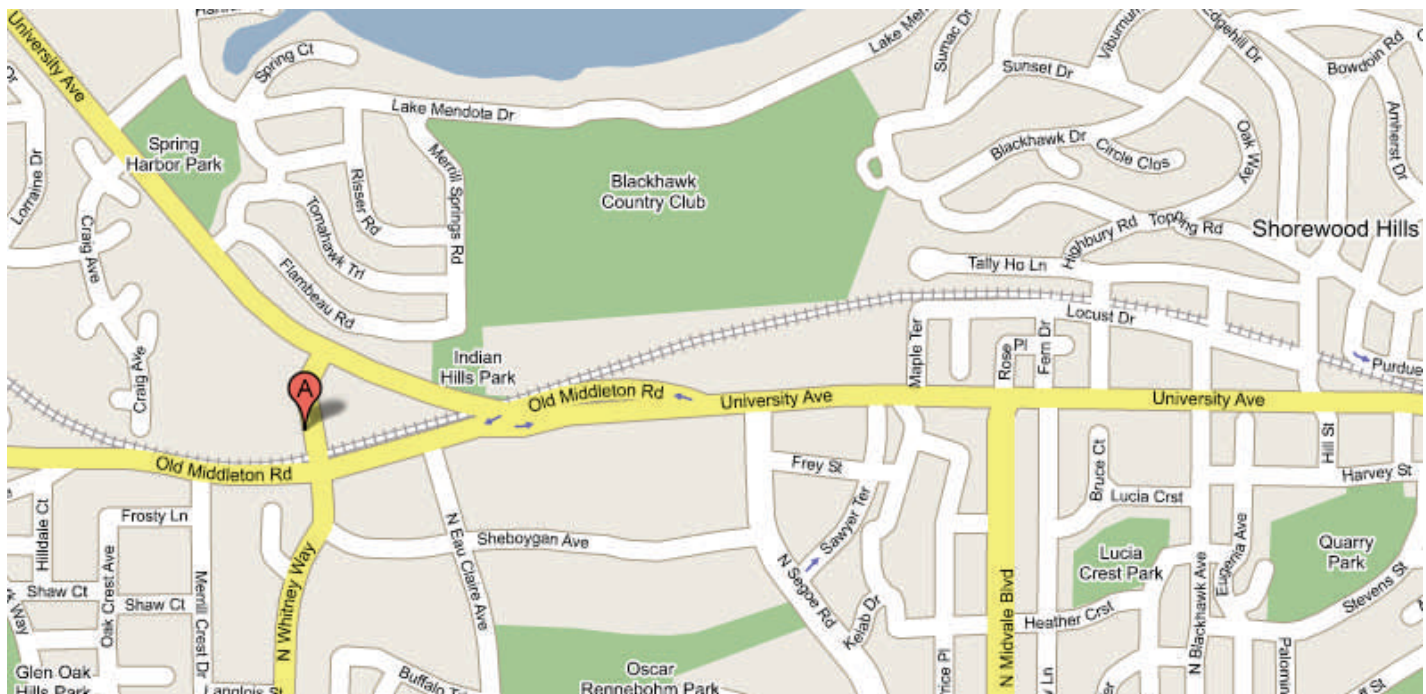 University Ave
Spring Ct
Lake Mendota Dr
Sumac Dr
Sunset Dr
Bowdoin Rd
Amherst Dr
Spring
Harbor Park
Lorraine Dr
Craig Ave
Risser Rd
Merrill Springs Rd
Tomahawk Trl
Flambeau Rd
Blackhawk
Country Club
Blackhawk Dr
Circle Clos
Oak Way
Highbury Rd
Topping Rd
Shorewood Hills
Tally Ho Ln
Locust Dr
Maple Ter
Rose Pl
Fern Dr
Purdue
Indian
Hills Park
Craig Ave
A
Old Middleton Rd
University Ave
University Ave
Old Middleton Rd
Frey St
Sawyer Ter
Bruce Ct
Hill St
Harvey St
Lucia Crst
Hilldale Ct
Frosty Ln
Oak Crest Ave
N Whitney Way
N Eau Claire Ave
Sheboygan Ave
N Segoe Rd
Lucia
Crest Park
Eugenia Ave
Quarry
Park
Stevens St
Shaw Ct
Shaw Ct
Merrill Crest Dr
Way
Kelab Dr
N Midvale Blvd
Heather Crst
N Blackhawk Ave
Glen Oak
Hills Park
Langlois St
Buffalo
Oscar
Rennebohm Park